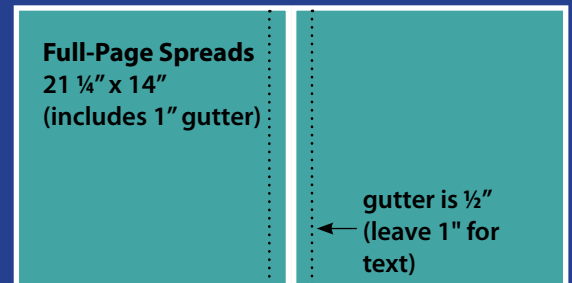 Full-Page Spreads
21 ¼” x 14”
(includes 1” gutter)
gutter is ½”
(leave 1" for
text)